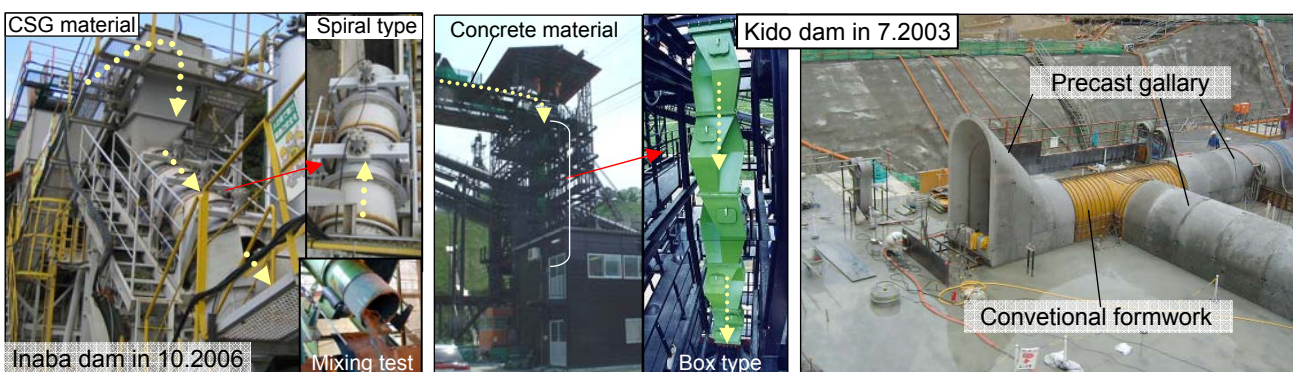 CSG material
Spiral type
Inaba dam in 10.2006
Mixing test
Concrete material
Box type
Kido dam in 7.2003
Precast gallary
Convetional formwork